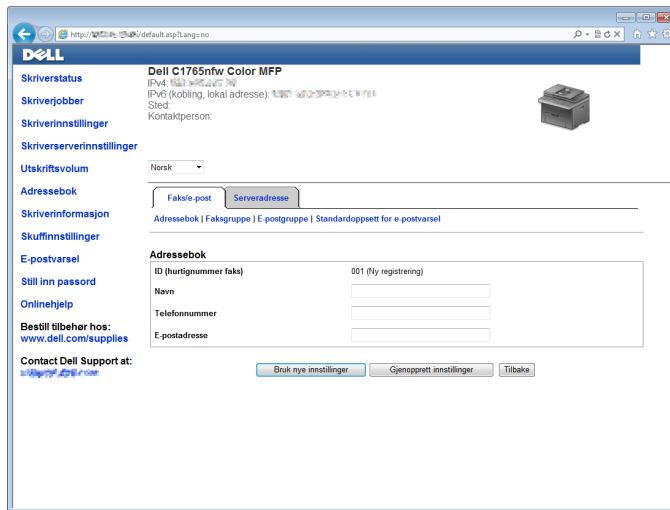 http://
/default.asp?Lang=no
DELL
Dell C1765nfw Color MFP
IPv4:
IPv6 (kobling, lokal adresse):
Sted:
Kontaktperson:
Skriverstatus
Skriverjobber
Skriverinnstillinger
Skriverserverinnstillinger
Utskriftsvolum
Adressebok
Skriverinformasjon
Skuffinnstillinger
E-postvarsel
Still inn passord
Onlinehjelp
Bestill tilbehør hos:
www.dell.com/supplies
Contact Dell Support at:
Norsk
Faks/e-post Serveradresse
Adressebok | Faksgruppe | E-postgruppe | Standardoppsett for e-postvarsel
Adressebok
ID (hurtignummer faks) 001 (Ny registrering)
Navn
Telefonnummer
E-postadresse
Bruk nye innstillinger Gjenopprett innstillinger Tilbake